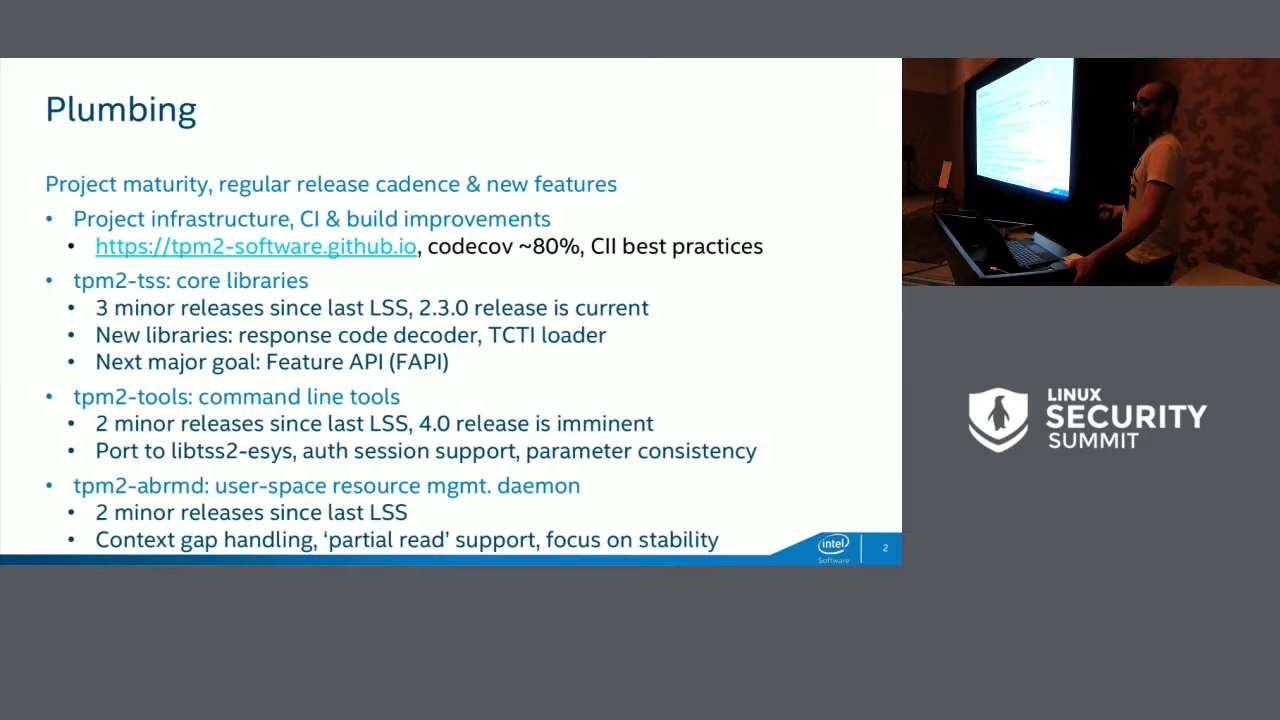 Plumbing
Project maturity, regular release cadence & new features
• Project infrastructure, CI & build improvements
• https://tpm2-software.github.io, codecov ~80%, CII best practices
• tpm2-tss: core libraries
• 3 minor releases since last LSS, 2.3.0 release is current
• New libraries: response code decoder, TCTI loader
• Next major goal: Feature API (FAPI)
• tpm2-tools: command line tools
• 2 minor releases since last LSS, 4.0 release is imminent
• Port to libtss2-esys, auth session support, parameter consistency
• tpm2-abrmd: user-space resource mgmt. daemon
• 2 minor releases since last LSS
• Context gap handling, ‘partial read’ support, focus on stability
intel
Software
2
LINUX
SECURITY
SUMMIT